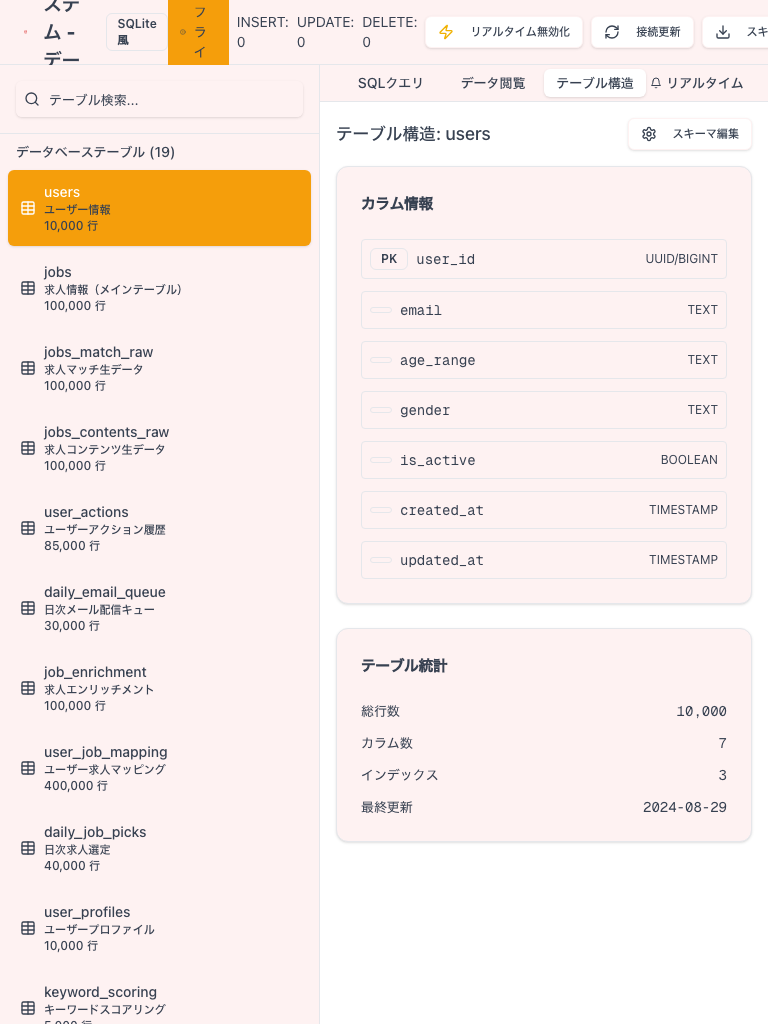 ステ
ム -
デー
SQLite
風
フ
ライ
INSERT:
0
UPDATE:
0
DELETE:
0
リアルタイム無効化
接続更新
スキ
テーブル検索...
データベーステーブル (19)
users
ユーザー情報
10,000 行
jobs
求人情報（メインテーブル）
100,000 行
jobs_match_raw
求人マッチ生データ
100,000 行
jobs_contents_raw
求人コンテンツ生データ
100,000 行
user_actions
ユーザーアクション履歴
85,000 行
daily_email_queue
日次メール配信キュー
30,000 行
job_enrichment
求人エンリッチメント
100,000 行
user_job_mapping
ユーザー求人マッピング
400,000 行
daily_job_picks
日次求人選定
40,000 行
user_profiles
ユーザープロファイル
10,000 行
keyword_scoring
キーワードスコアリング
SQLクエリ
データ閲覧
テーブル構造
リアルタイム
テーブル構造: users
スキーマ編集
カラム情報
PK user_id UUID/BIGINT
email TEXT
age_range TEXT
gender TEXT
is_active BOOLEAN
created_at TIMESTAMP
updated_at TIMESTAMP
テーブル統計
総行数 10,000
カラム数 7
インデックス 3
最終更新 2024-08-29